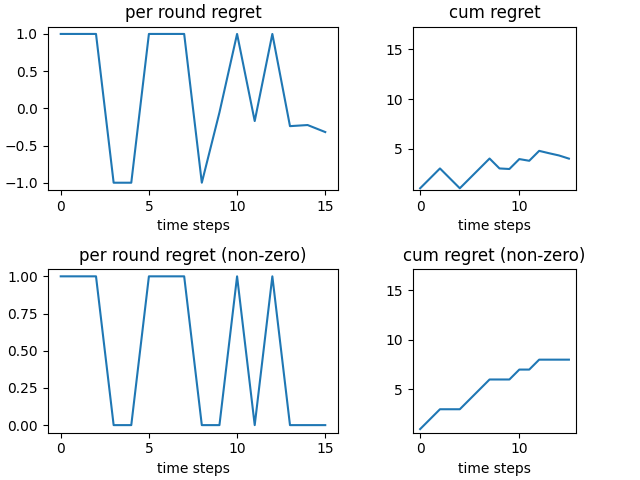 per round regret
1.0
0.5
0.0
−0.5
−1.0
0 5 10 15
time steps
cum regret
15
10
5
0 10
time steps
per round regret (non-zero)
1.00
0.75
0.50
0.25
0.00
0 5 10 15
time steps
cum regret (non-zero)
15
10
5
0 10
time steps